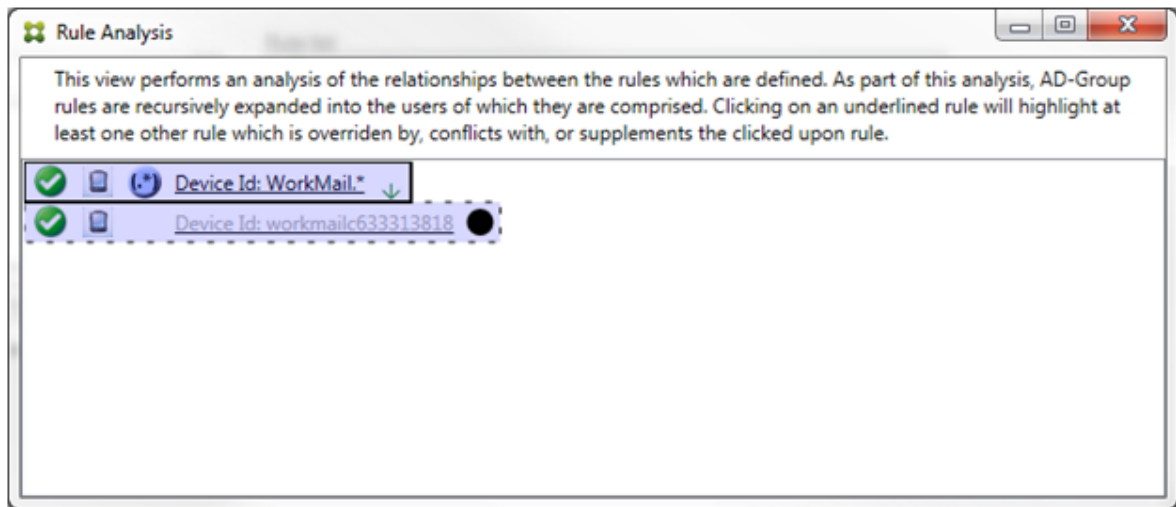 Rule Analysis
This view performs an analysis of the relationships between the rules which are defined. As part of this analysis, AD-Group
rules are recursively expanded into the users of which they are comprised. Clicking on an underlined rule will highlight at
least one other rule which is overriden by, conflicts with, or supplements the clicked upon rule.
(.*) Device Id: WorkMail.*
Device Id: workmailc633313818